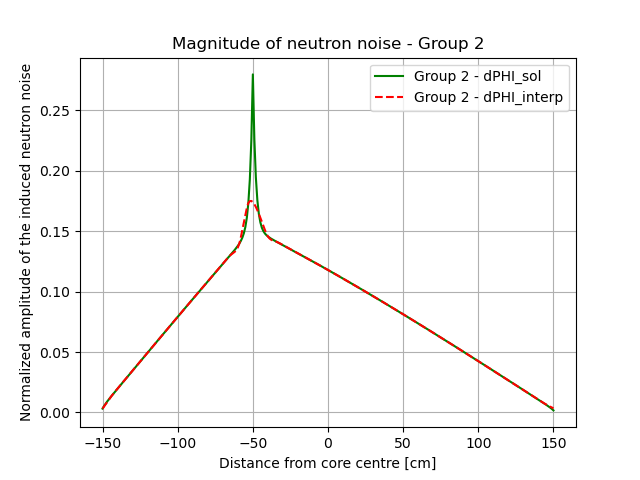 Magnitude of neutron noise - Group 2
Group 2 - dPHI_sol
Group 2 - dPHI_interp
Normalized amplitude of the induced neutron noise
0.25
0.20
0.15
0.10
0.05
0.00
−150
−100
−50
0
50
100
150
Distance from core centre [cm]